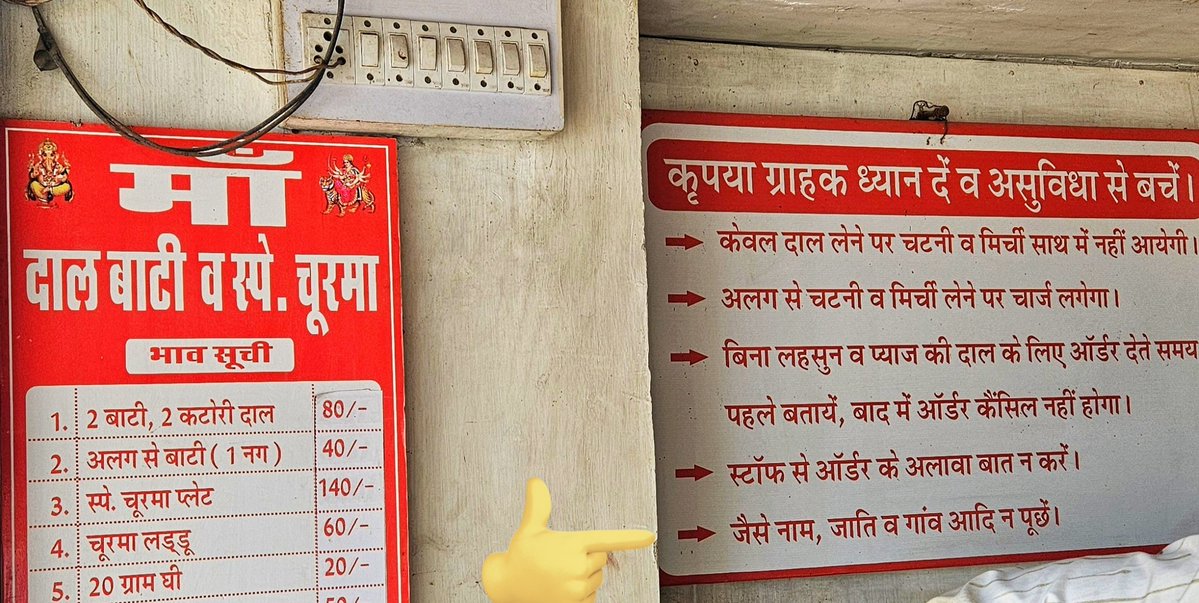 माँ
दाल बाटी व स्पे. चूरमा
भाव सूची
1. 2 बाटी, 2 कटोरी दाल 80/-
2. अलग से बाटी ( 1 नग ) 40/-
3. स्पे. चूरमा प्लेट 140/-
4. चूरमा लड्डू 60/-
5. 20 ग्राम घी 20/-
कृपया ग्राहक ध्यान दें व असुविधा से बचें।
केवल दाल लेने पर चटनी व मिर्ची साथ में नहीं आयेगी।
अलग से चटनी व मिर्ची लेने पर चार्ज लगेगा।
बिना लहसुन व प्याज की दाल के लिए ऑर्डर देते समय
पहले बतायें, बाद में ऑर्डर कैंसिल नहीं होगा।
स्टॉफ से ऑर्डर के अलावा बात न करें।
जैसे नाम, जाति व गांव आदि न पूछें।